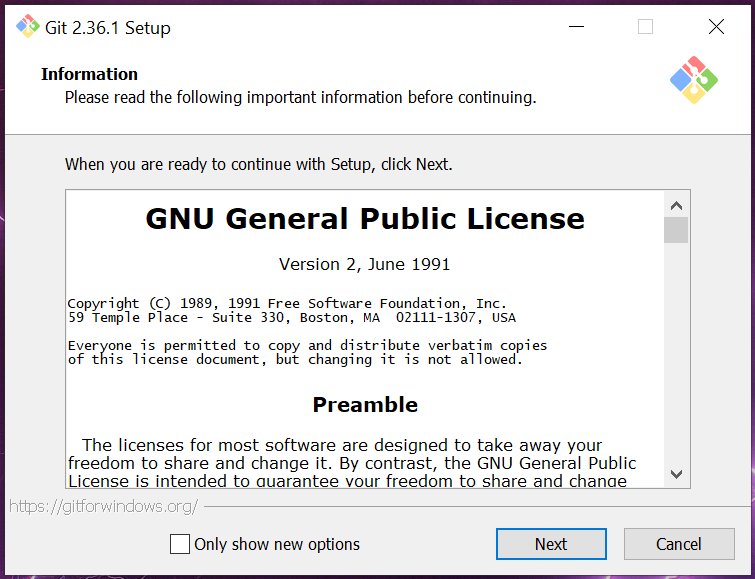 Git 2.36.1 Setup
Information
Please read the following important information before continuing.
When you are ready to continue with Setup, click Next.
GNU General Public License
Version 2, June 1991
Copyright (C) 1989, 1991 Free Software Foundation, Inc.
59 Temple Place - Suite 330, Boston, MA  02111-1307, USA
Everyone is permitted to copy and distribute verbatim copies
of this license document, but changing it is not allowed.
Preamble
The licenses for most software are designed to take away your
freedom to share and change it. By contrast, the GNU General Public
License is intended to guarantee your freedom to share and change
https://gitforwindows.org/
Only show new options
Next
Cancel